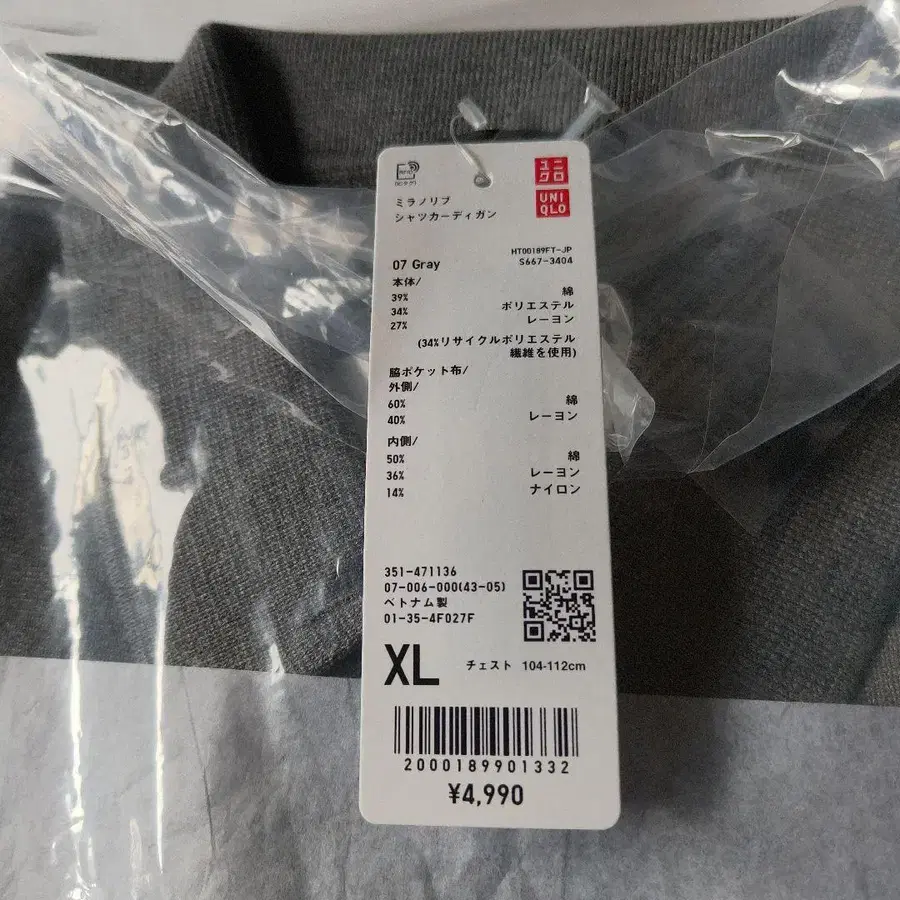 ユニ
クロ
UNI
QLO
ミラノリブ
シャツカーディガン
HT00189FT-JP
07 Gray S667-3404
本体/
39% 綿
34% ポリエステル
27% レーヨン
(34%リサイクルポリエステル
繊維を使用)
脇ポケット布/
外側/
60% 綿
40% レーヨン
内側/
50% 綿
36% レーヨン
14% ナイロン
351-471136
07-006-000(43-05)
ベトナム製
01-35-4F027F
XL チェスト 104-112cm
2000189901332
¥4,990